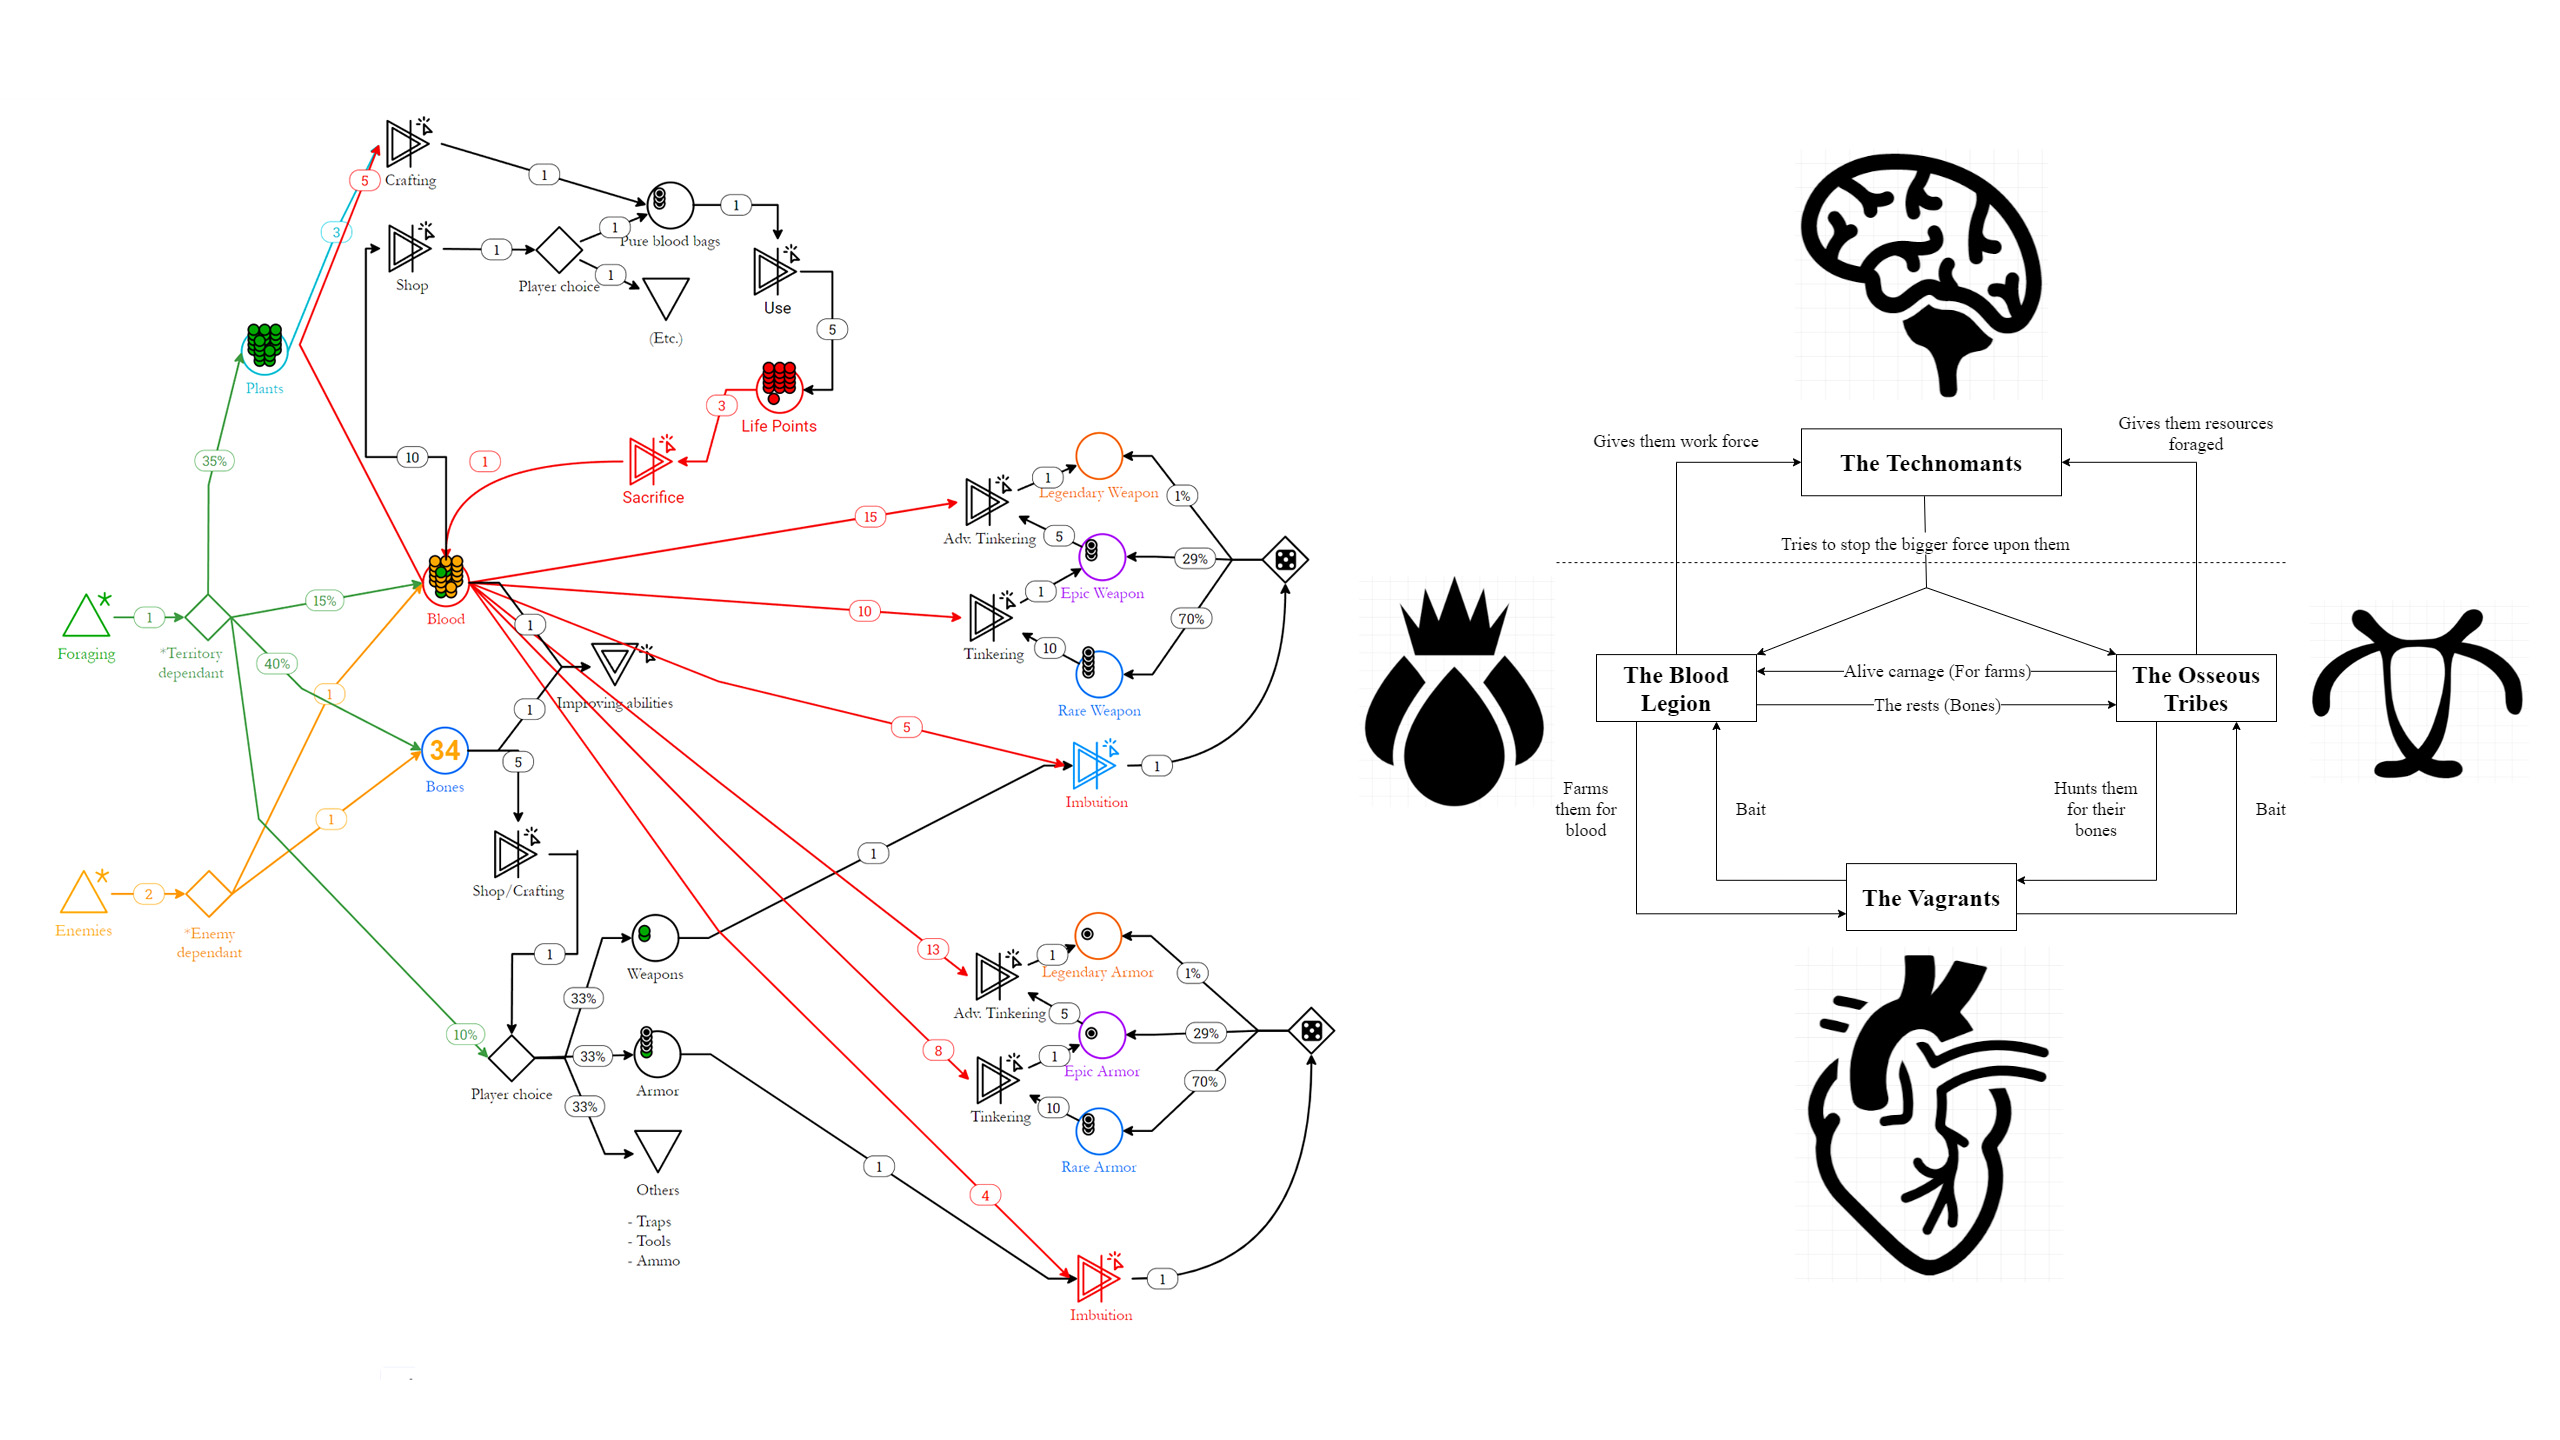 Crafting
5
1
3
1
1
Pure blood bags
Shop
1
Player choice
1
(Etc.)
Use
5
Plants
3
Life Points
35%
10
1
Sacrifice
Foraging
1
*Territory
dependant
15%
40%
Blood
1
1
Improving abilities
1
34
Bones
5
1
Enemies
2
*Enemy
dependant
Shop/Crafting
1
10%
Player choice
33%
Weapons
33%
Armor
33%
Others
- Traps
- Tools
- Ammo
15
10
5
1
Adv. Tinkering
1
Legendary Weapon
1%
5
29%
Epic Weapon
1
70%
Tinkering
10
Rare Weapon
Imbuition
1
13
8
4
1
Adv. Tinkering
1
Legendary Armor
1%
5
29%
Epic Armor
1
70%
Tinkering
10
Rare Armor
Imbuition
1
Gives them work force
The Technomants
Gives them resources
foraged
Tries to stop the bigger force upon them
The Blood
Legion
Alive carnage (For farms)
The rests (Bones)
The Osseous
Tribes
Farms
them for
blood
Bait
Hunts them
for their
bones
Bait
The Vagrants